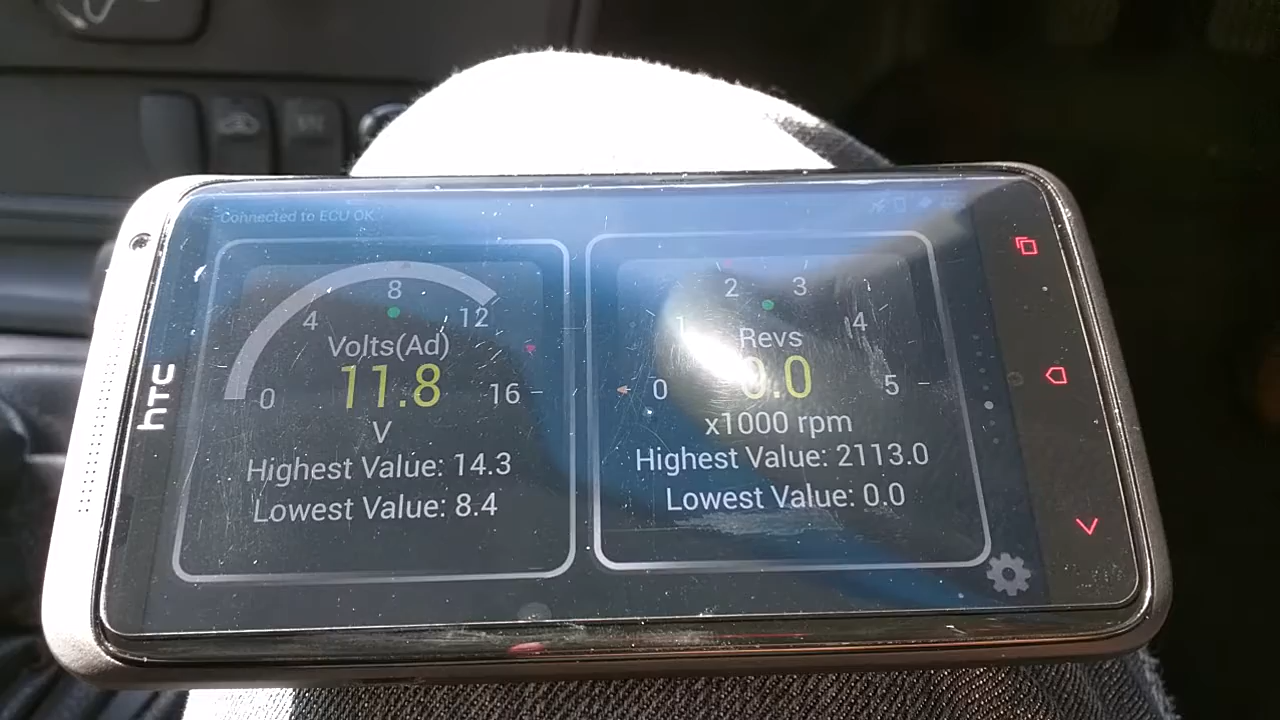 Connected to ECU OK.
hTC
0
4
8
12
16
Volts(Ad)
11.8
V
Highest Value: 14.3
Lowest Value: 8.4
0
1
2
3
4
5
Revs
0.0
x1000 rpm
Highest Value: 2113.0
Lowest Value: 0.0